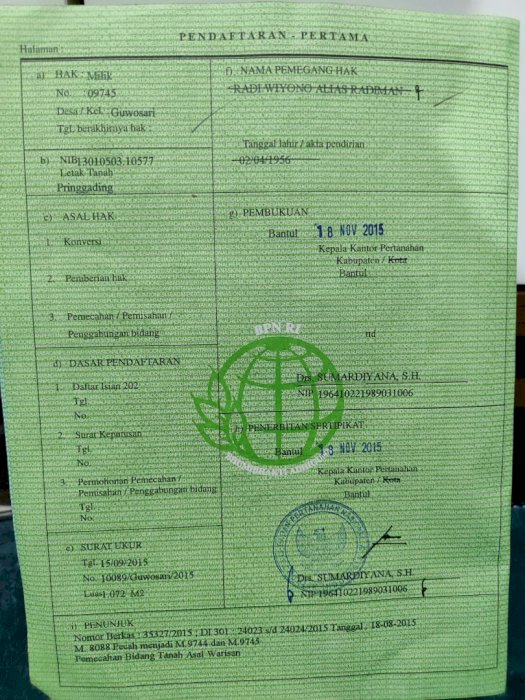 PENDAFTARAN - PERTAMA
Halaman :
a) HAK : Milik
No. : 09745
Desa / Kel. : Guwosari
Tgl. berakhirnya hak :
f) NAMA PEMEGANG HAK
RADI WIYONO ALIAS RADIMAN
Tanggal lahir / akta pendirian
02/04/1956
b) NIB 13010503.10577
Letak Tanah
Pringgading
c) ASAL HAK
1. Konversi
2. Pemberian hak
3. Pemecahan / Pemisahan /
Penggabungan bidang
g) PEMBUKUAN
Bantul 18 NOV 2015
Kepala Kantor Pertanahan
Kabupaten / Kota
Bantul
ttd
Drs. SUMARDIYANA, S.H.
NIP 196410221989031006
BPN RI
d) DASAR PENDAFTARAN
1. Daftar Isian 202
Tgl.
No.
2. Surat Keputusan
Tgl.
No.
3. Permohonan Pemecahan /
Pemisahan / Penggabungan bidang
Tgl.
No.
h) PENERBITAN SERTIPIKAT
Bantul 18 NOV 2015
Kepala Kantor Pertanahan
Kabupaten / Kota
Bantul
Drs. SUMARDIYANA, S.H.
NIP 196410221989031006
e) SURAT UKUR
Tgl. 15/09/2015
No. 10089/Guwosari/2015
Luas 1.072 M2
i) PENUNJUK
Nomor Berkas : 35327/2015 ; DI 301 : 24023 s/d 24024/2015 Tanggal , 18-08-2015
M. 8088 Pecah menjadi M.9744 dan M.9745
Pemecahan Bidang Tanah Asal Warisan